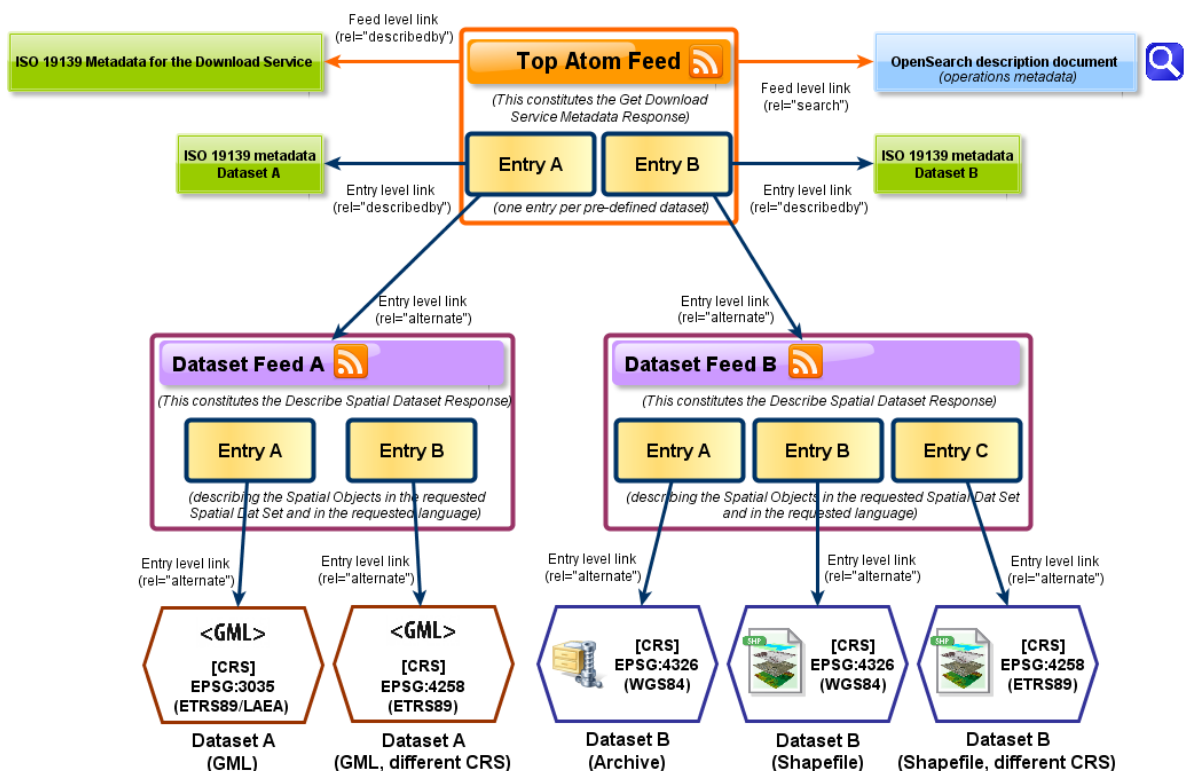 Feed level link
(rel="describedby")
ISO 19139 Metadata for the Download Service
Top Atom Feed
OpenSearch description document
(operations metadata)
Feed level link
(rel="search")
(This constitutes the Get Download
Service Metadata Response)
ISO 19139 metadata
Dataset A
Entry A
Entry B
ISO 19139 metadata
Dataset B
Entry level link
(rel="describedby")
(one entry per pre-defined dataset)
Entry level link
(rel="describedby")
Entry level link
(rel="alternate")
Entry level link
(rel="alternate")
Dataset Feed A
(This constitutes the Describe Spatial Dataset Response)
Entry A
Entry B
(describing the Spatial Objects in the requested
Spatial Dat Set and in the requested language)
Dataset Feed B
(This constitutes the Describe Spatial Dataset Response)
Entry A
Entry B
Entry C
(describing the Spatial Objects in the requested Spatial Dat Set
and in the requested language)
Entry level link
(rel="alternate")
Entry level link
(rel="alternate")
Entry level link
(rel="alternate")
Entry level link
(rel="alternate")
Entry level link
(rel="alternate")
<GML>
[CRS]
EPSG:3035
(ETRS89/LAEA)
Dataset A
(GML)
<GML>
[CRS]
EPSG:4258
(ETRS89)
Dataset A
(GML, different CRS)
[CRS]
EPSG:4326
(WGS84)
Dataset B
(Archive)
SHP
[CRS]
EPSG:4326
(WGS84)
Dataset B
(Shapefile)
SHP
[CRS]
EPSG:4258
(ETRS89)
Dataset B
(Shapefile, different CRS)